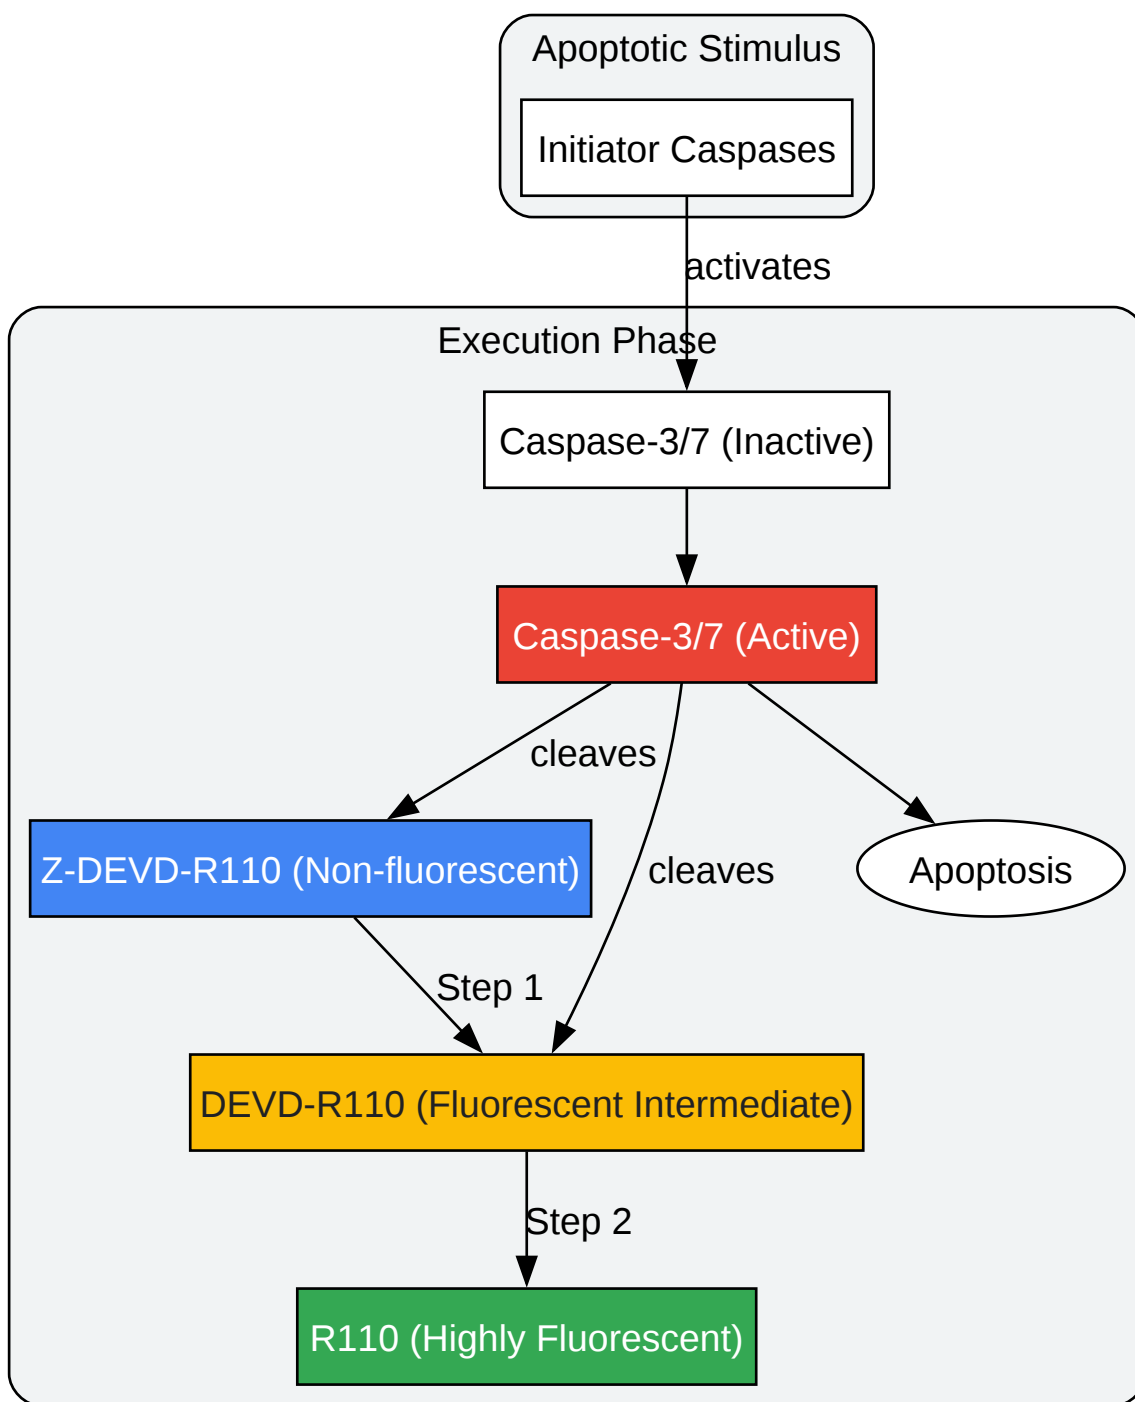 Apoptotic Stimulus
Initiator Caspases
activates
Execution Phase
Caspase-3/7 (Inactive)
Caspase-3/7 (Active)
cleaves
Z-DEVD-R110 (Non-fluorescent)
cleaves
Apoptosis
Step 1
DEVD-R110 (Fluorescent Intermediate)
Step 2
R110 (Highly Fluorescent)